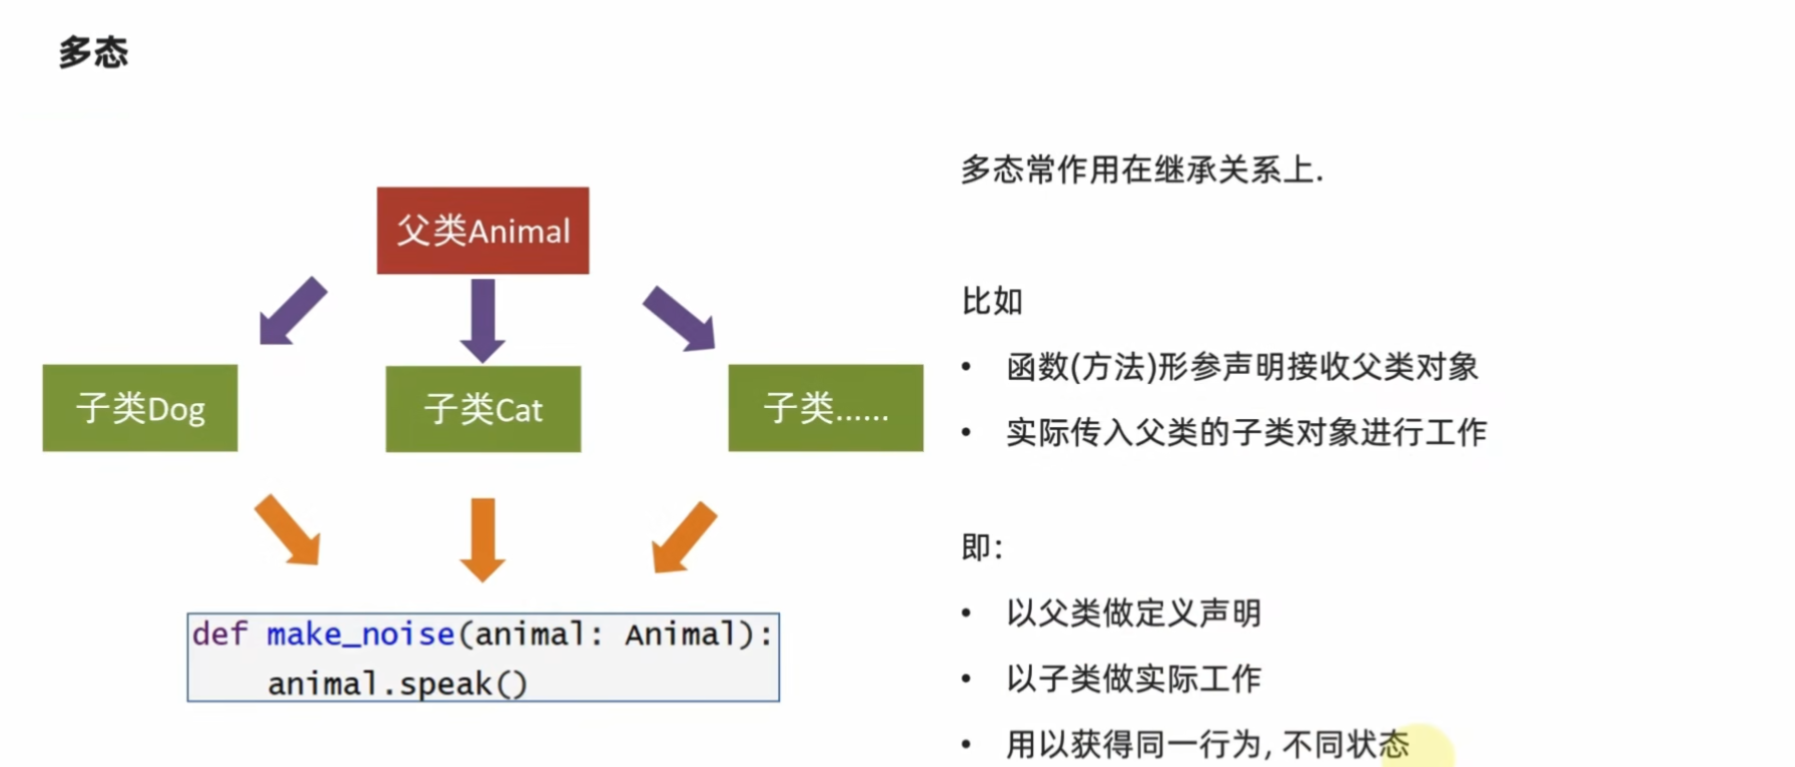 多态
父类Animal
子类Dog
子类Cat
子类......
def make_noise(animal: Animal):
    animal.speak()
多态常作用在继承关系上.
比如
• 函数(方法)形参声明接收父类对象
• 实际传入父类的子类对象进行工作
即：
• 以父类做定义声明
• 以子类做实际工作
• 用以获得同一行为, 不同状态